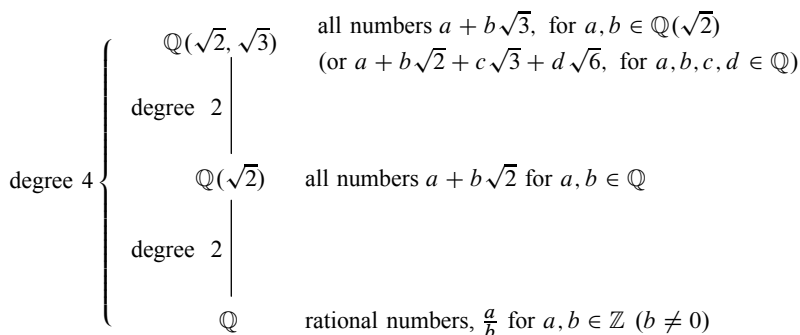 ℚ(√2, √3) all numbers a + b√3, for a, b ∈ ℚ(√2)
(or a + b√2 + c√3 + d√6, for a, b, c, d ∈ ℚ)
degree 2
degree 4 ℚ(√2) all numbers a + b√2 for a, b ∈ ℚ
degree 2
ℚ rational numbers, a/b for a, b ∈ ℤ (b ≠ 0)